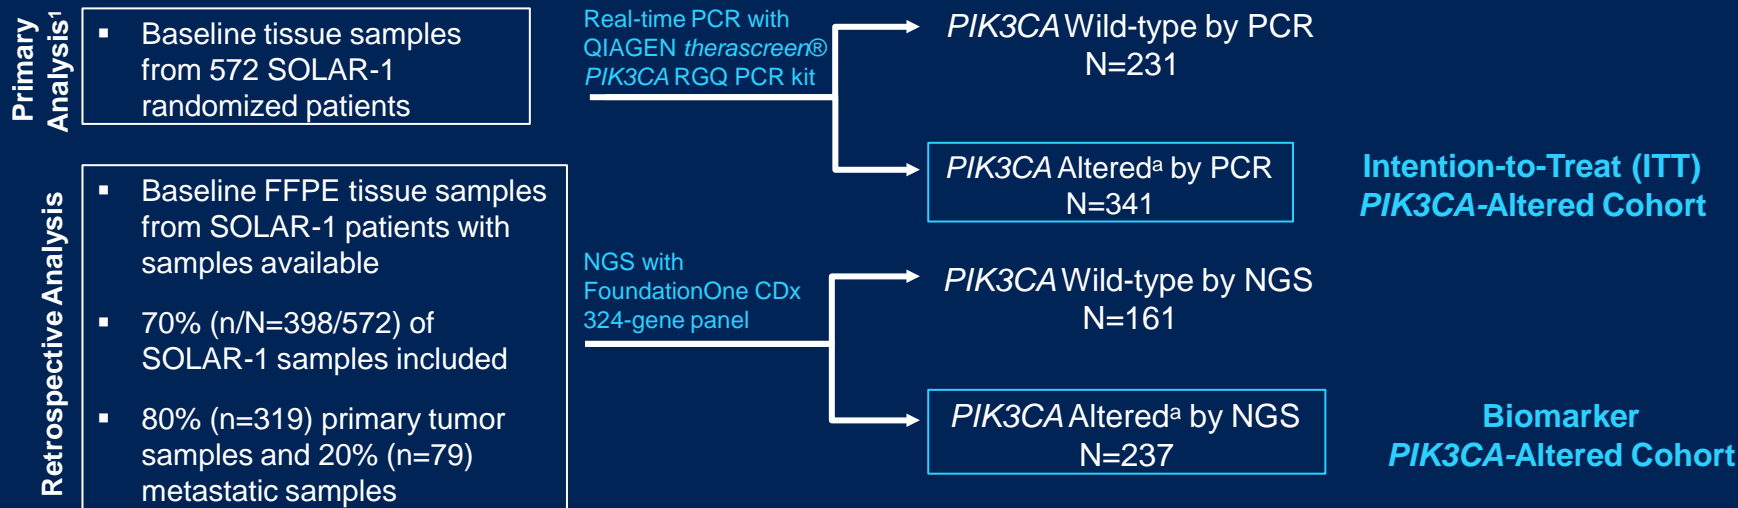 Primary
Analysis¹
▪ Baseline tissue samples
from 572 SOLAR-1
randomized patients
Real-time PCR with
QIAGEN therascreen®
PIK3CA RGQ PCR kit
PIK3CA Wild-type by PCR
N=231
PIK3CA Alteredᵃ by PCR
N=341
Intention-to-Treat (ITT)
PIK3CA-Altered Cohort
Retrospective Analysis
▪ Baseline FFPE tissue samples
from SOLAR-1 patients with
samples available
▪ 70% (n/N=398/572) of
SOLAR-1 samples included
▪ 80% (n=319) primary tumor
samples and 20% (n=79)
metastatic samples
NGS with
FoundationOne CDx
324-gene panel
PIK3CA Wild-type by NGS
N=161
PIK3CA Alteredᵃ by NGS
N=237
Biomarker
PIK3CA-Altered Cohort